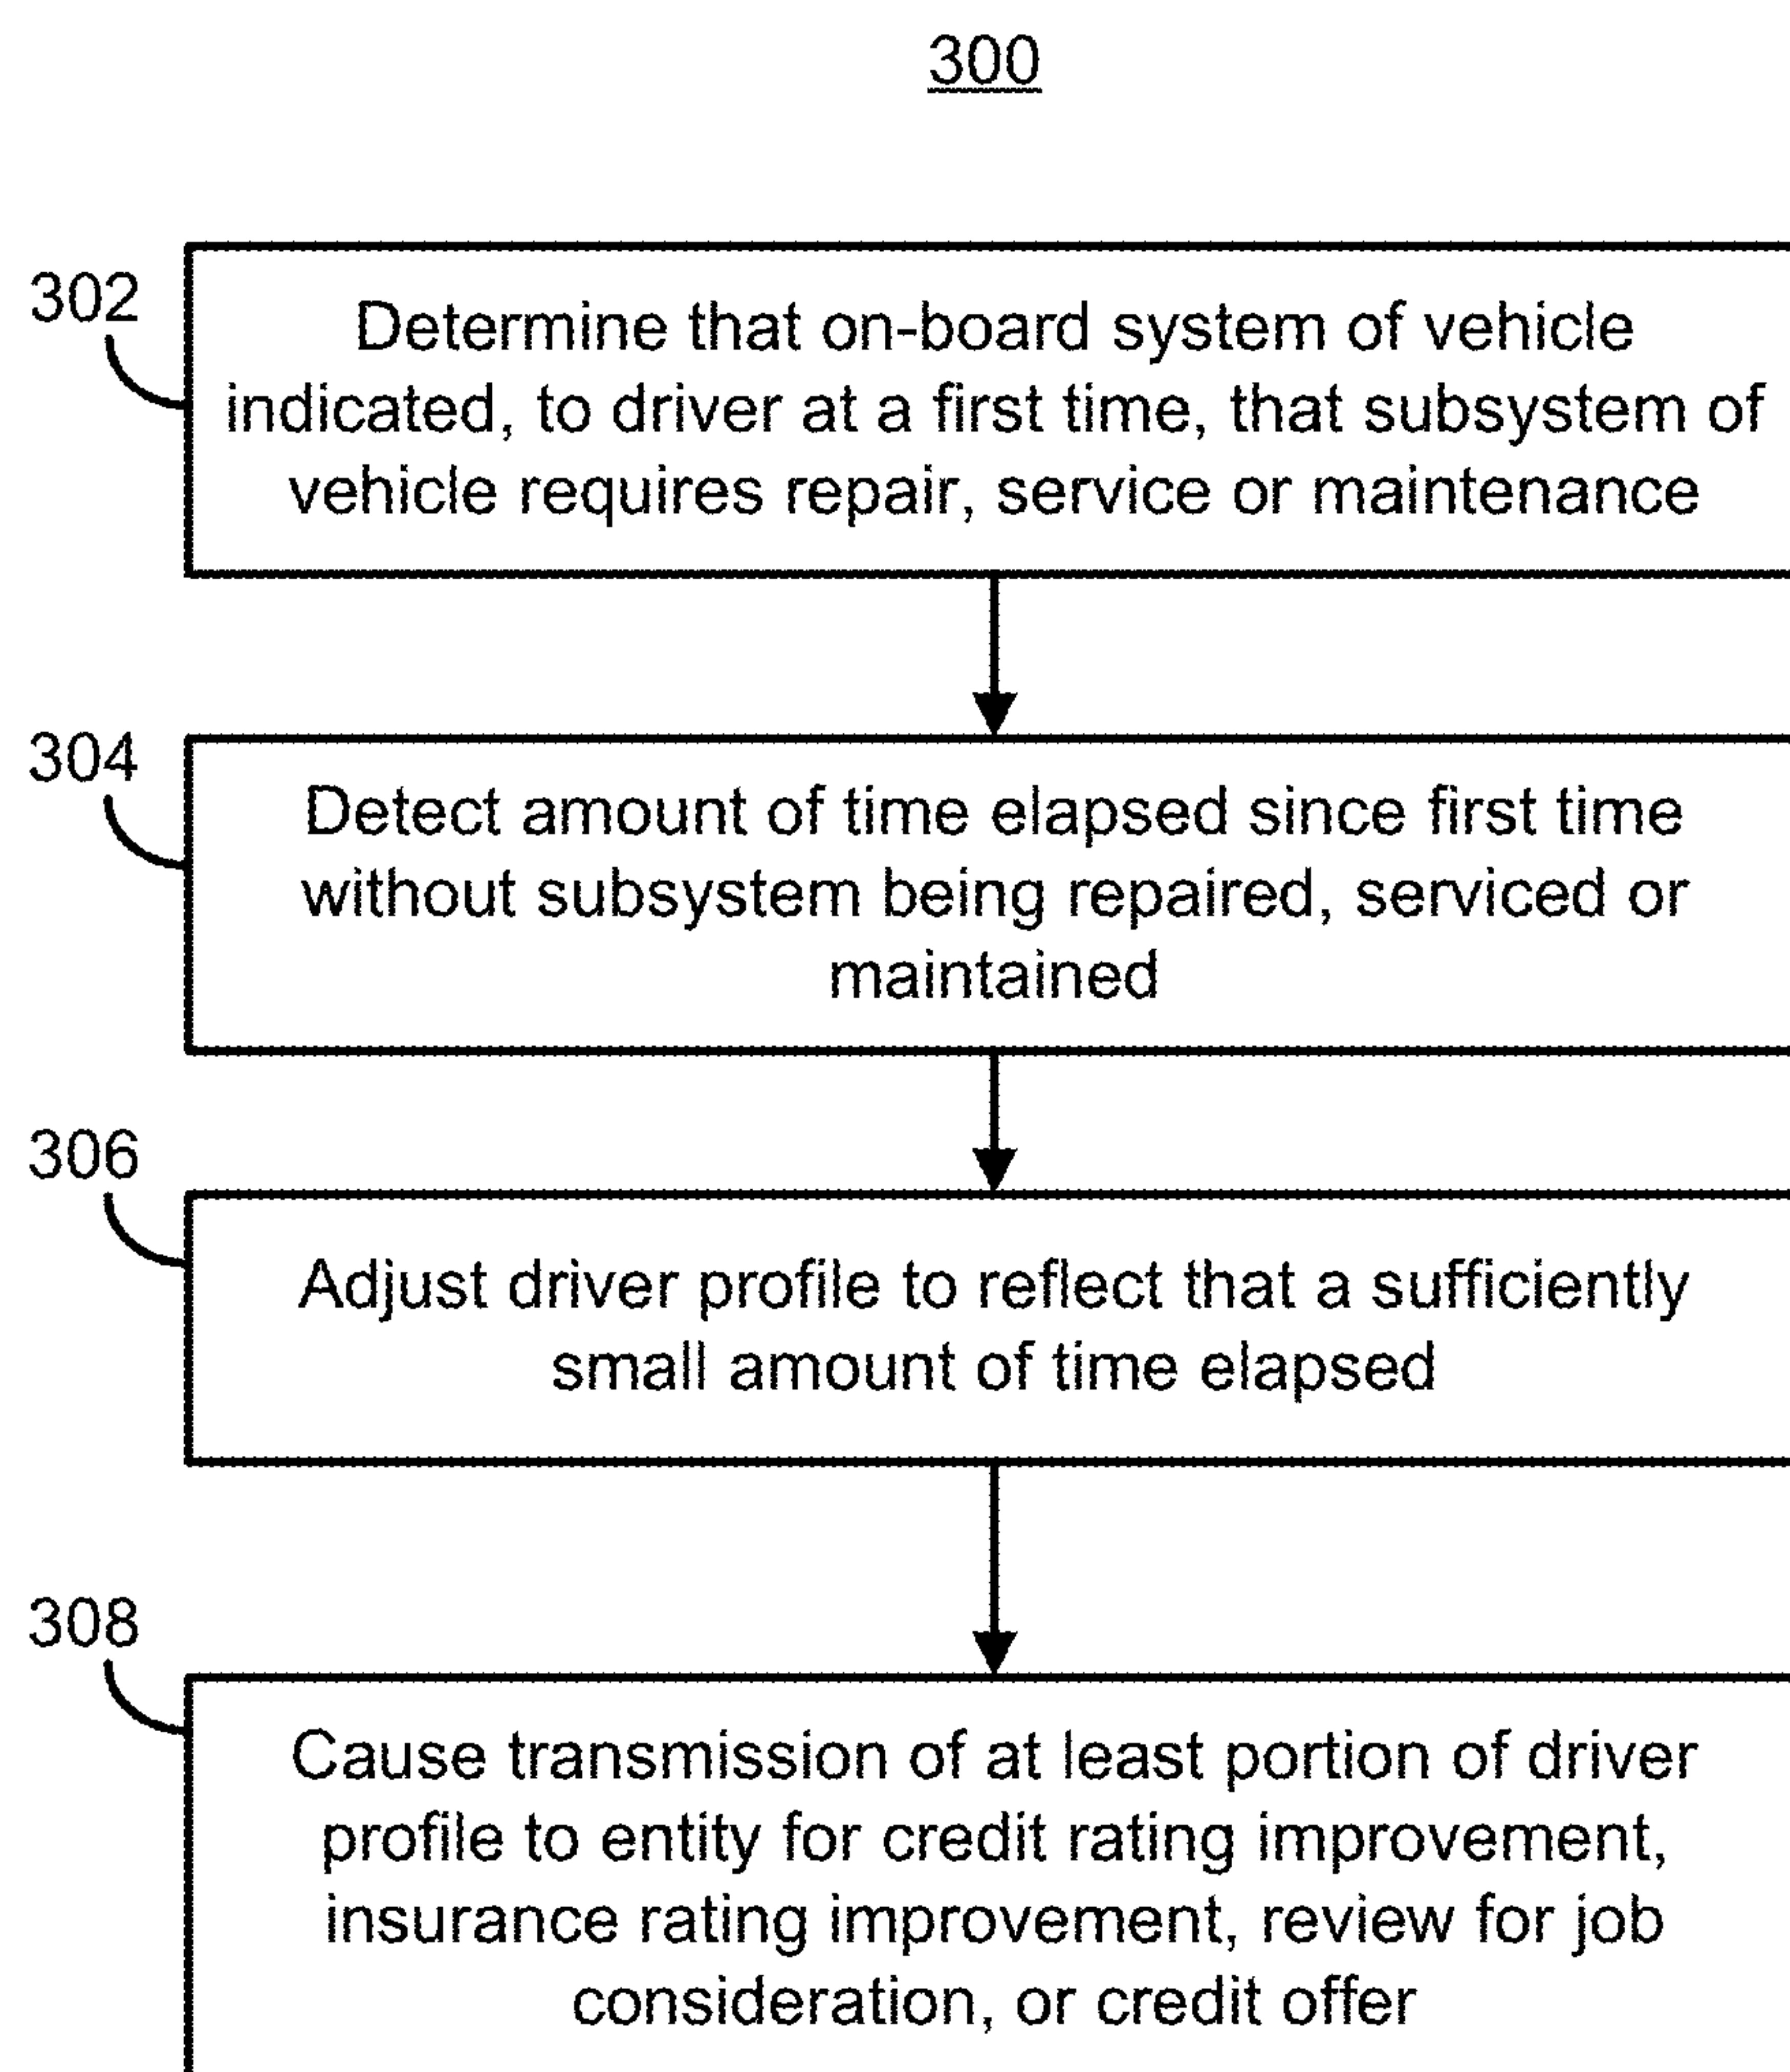 300
302
Determine that on-board system of vehicle
indicated, to driver at a first time, that subsystem of
vehicle requires repair, service or maintenance
304
Detect amount of time elapsed since first time
without subsystem being repaired, serviced or
maintained
306
Adjust driver profile to reflect that a sufficiently
small amount of time elapsed
308
Cause transmission of at least portion of driver
profile to entity for credit rating improvement,
insurance rating improvement, review for job
consideration, or credit offer